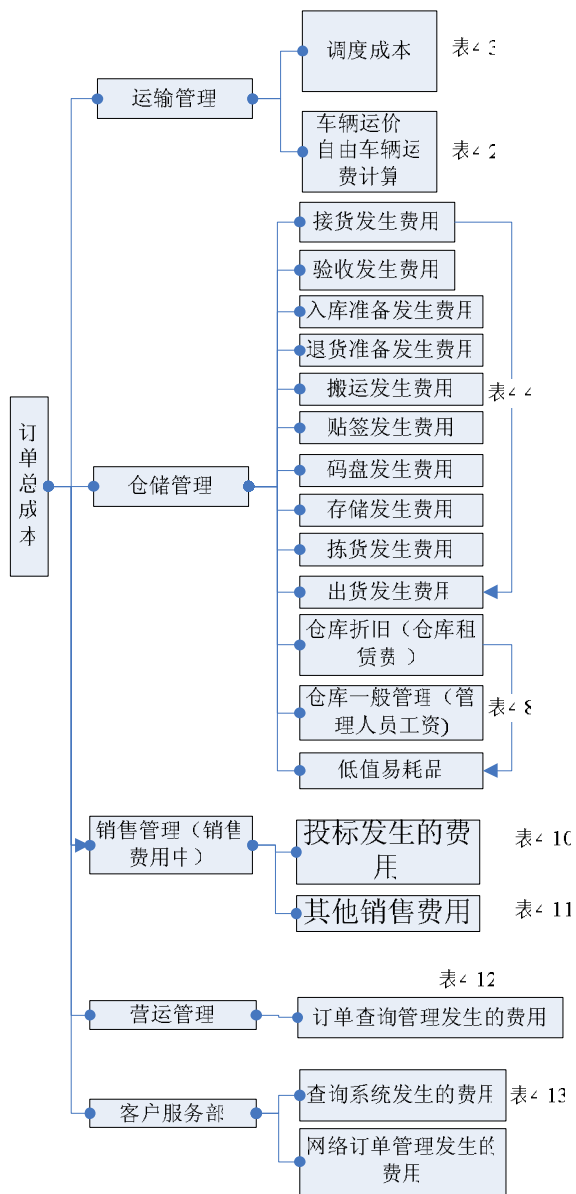 调度成本
表4 3
运输管理
车辆运价
自由车辆运
费计算
表4 2
接货发生费用
验收发生费用
入库准备发生费用
退货准备发生费用
搬运发生费用
表4 4
贴签发生费用
订单总成本
仓储管理
码盘发生费用
存储发生费用
拣货发生费用
出货发生费用
仓库折旧（仓库租
赁费）
仓库一般管理（管
理人员工资)
表4 8
低值易耗品
销售管理（销售
费用中）
投标发生的费
用
表4 10
其他销售费用
表4 11
表4 12
营运管理
订单查询管理发生的费用
客户服务部
查询系统发生的费用
表4 13
网络订单管理发生的
费用